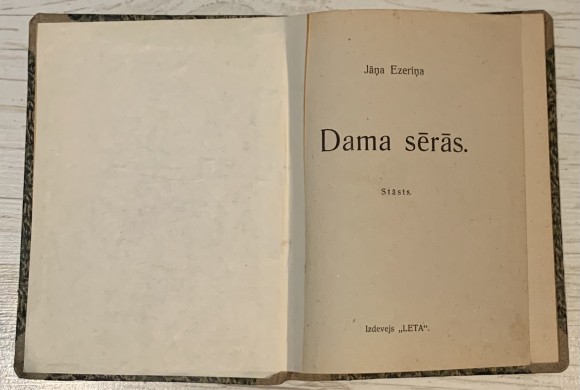 Jāņa Ezeriņa
Dama sērās.
Stāsts.
Izdevejs „LETA“.